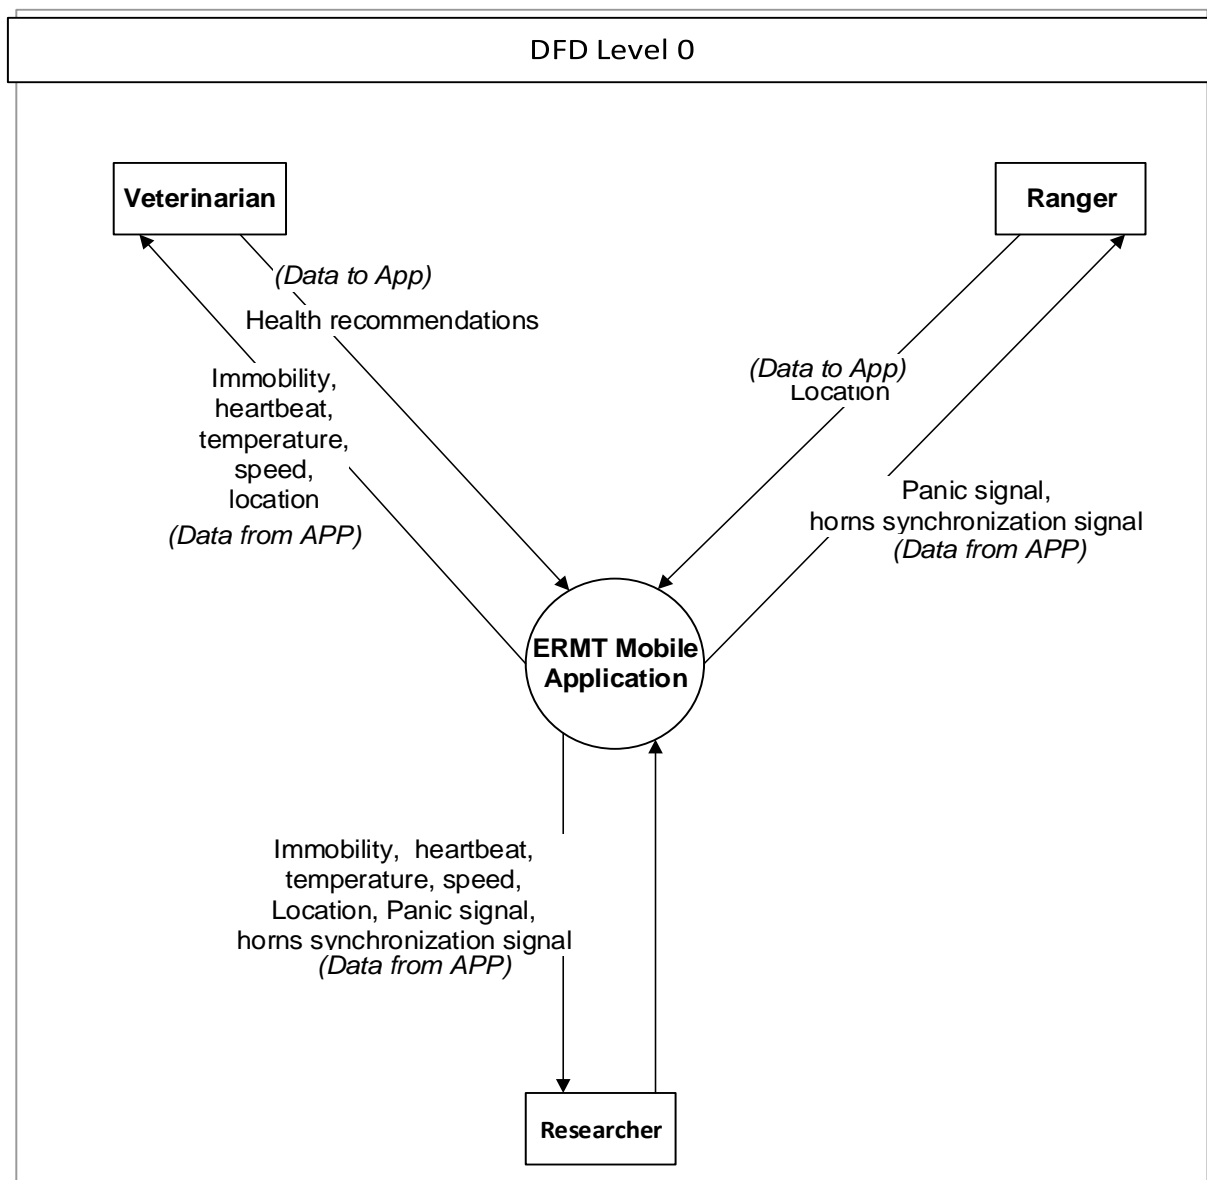 DFD Level 0
Veterinarian
Ranger
(Data to App)
Health recommendations
Immobility,
heartbeat,
temperature,
speed,
location
(Data from APP)
(Data to App)
Location
Panic signal,
horns synchronization signal
(Data from APP)
ERMT Mobile
Application
Immobility,  heartbeat,
temperature, speed,
Location, Panic signal,
horns synchronization signal
(Data from APP)
Researcher